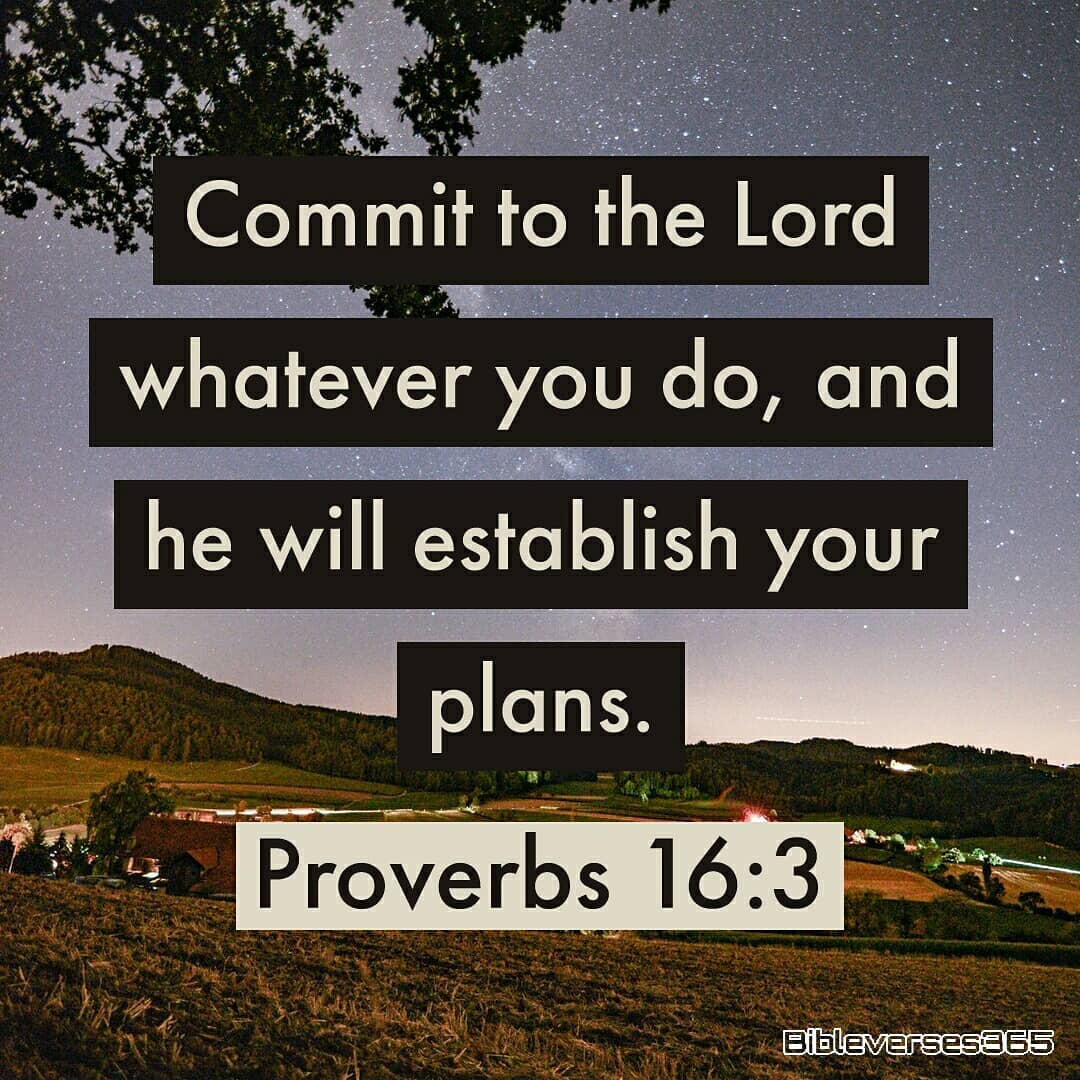 Commit to the Lord
whatever you do, and
he will establish your
plans.
Proverbs 16:3
Bibleverses365